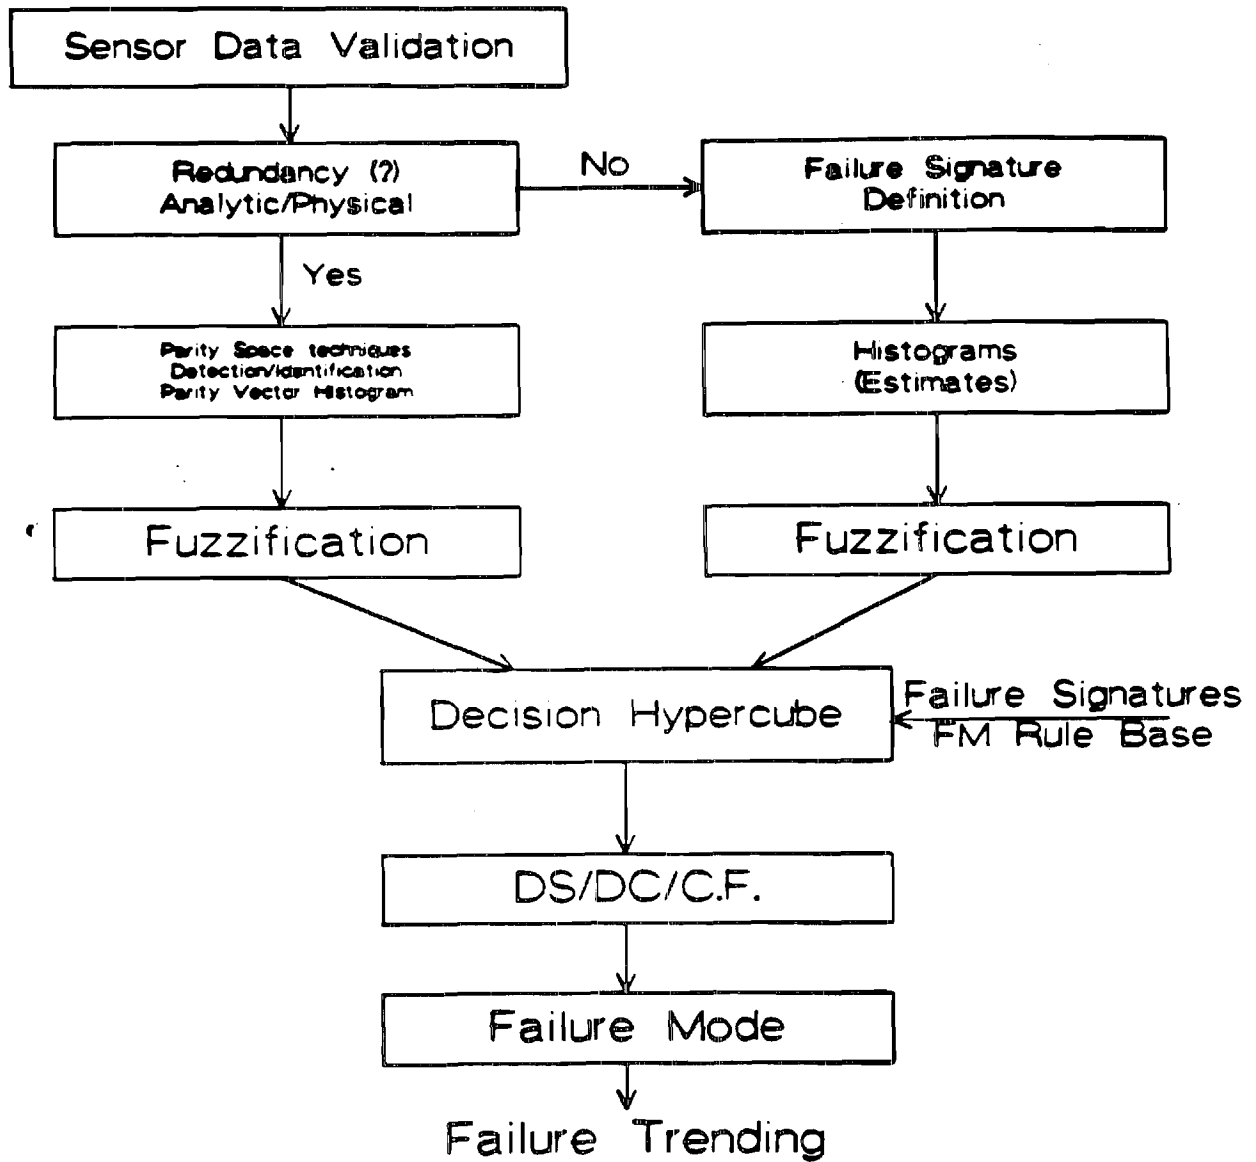 Sensor Data Validation
Redundancy (?)
Analytic/Physical
No
Failure Signature
Definition
Yes
Parity Space techniques
Detection/Identification
Parity Vector Histogram
Histograms
(Estimates)
Fuzzification
Fuzzification
Decision Hypercube
Failure Signatures
FM Rule Base
DS/DC/C.F.
Failure Mode
Failure Trending